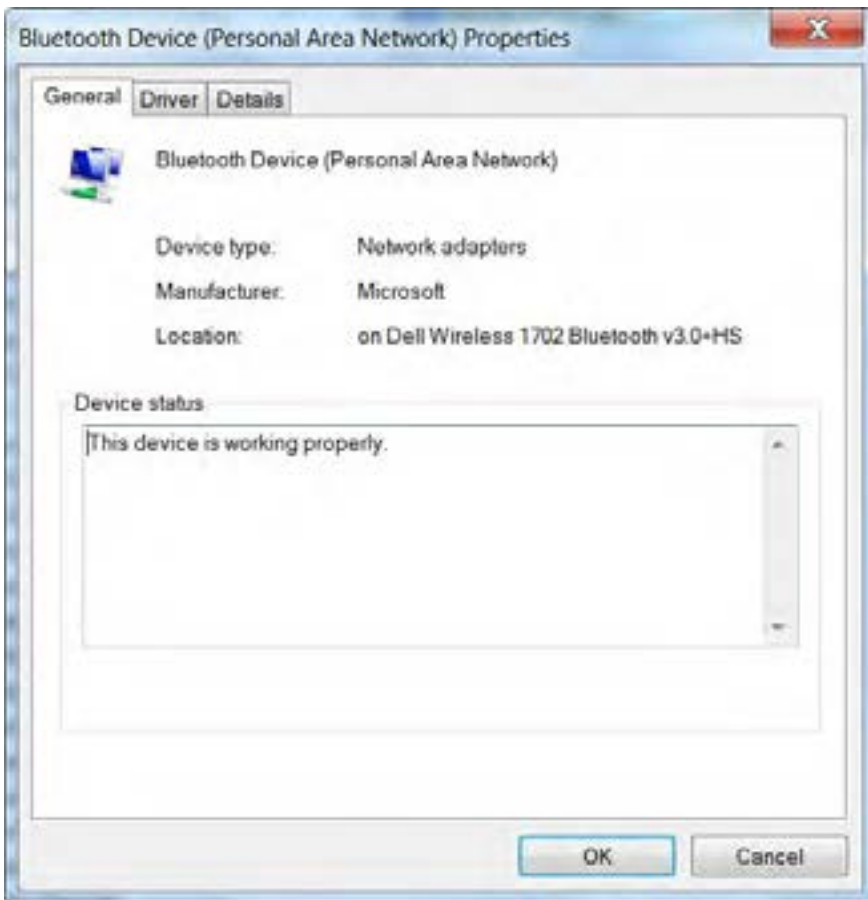 Bluetooth Device (Personal Area Network) Properties
General Driver Details
Bluetooth Device (Personal Area Network)
Device type: Network adapters
Manufacturer: Microsoft
Location: on Dell Wireless 1702 Bluetooth v3.0+HS
Device status
This device is working properly.
OK Cancel